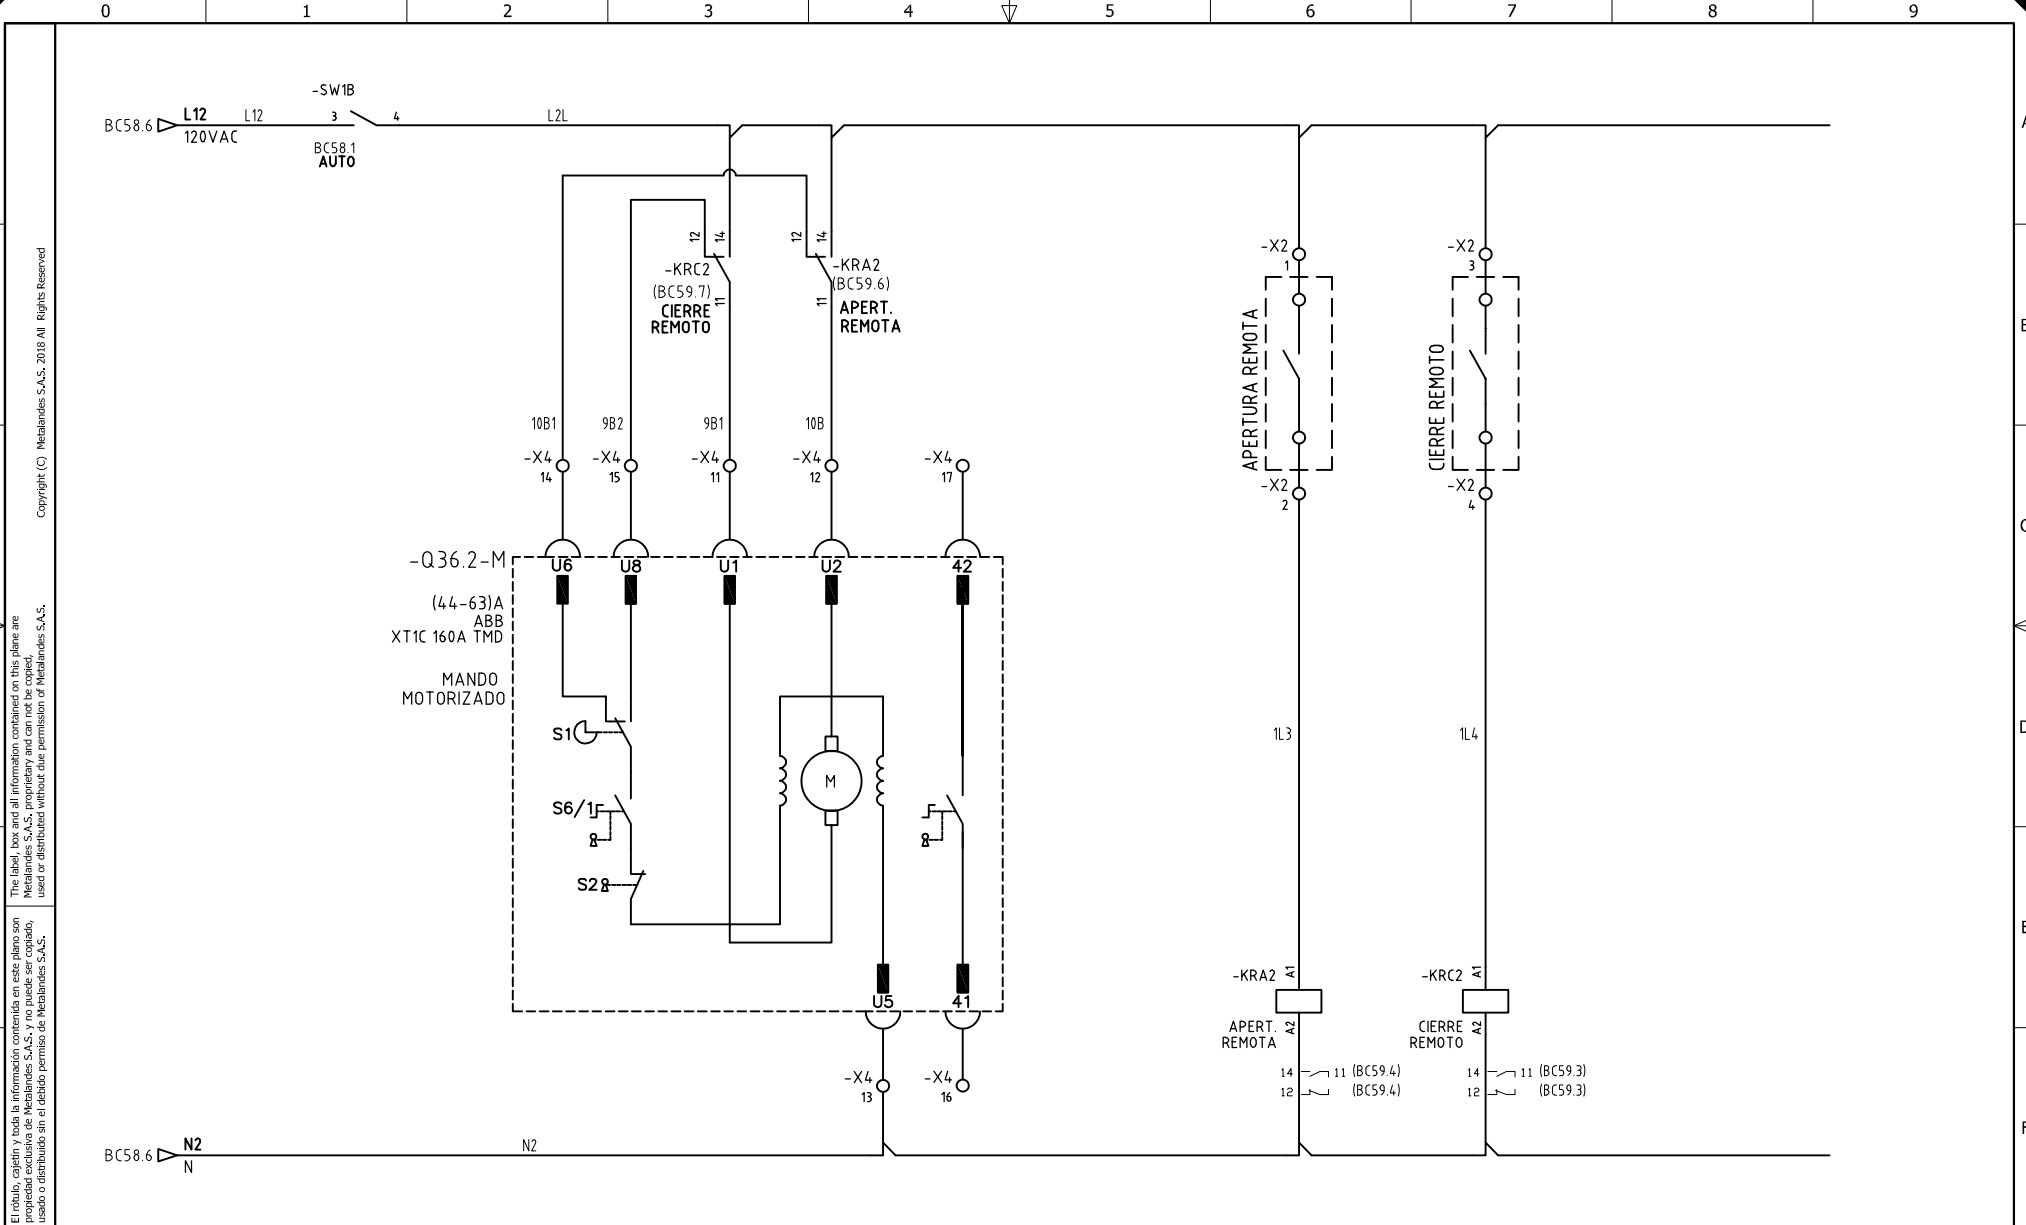 0 1 2 3 4 5 6 7 8 9
-SW1B
BC58.6 L12 L12 3 4 L2L
120VAC
BC58.1
AUTO
A
12 14 12 14
-KRC2
(BC59.7)
CIERRE
REMOTO
11
-KRA2
(BC59.6)
11
APERT.
REMOTA
-X2
1
-X2
3
APERTURA REMOTA
CIERRE REMOTO
-X2
2
-X2
4
10B1 9B2 9B1 10B
-X4 -X4 -X4 -X4 -X4
14 15 11 12 17
C
-Q36.2-M
U6 U8 U1 U2 42
(44-63)A
ABB
XT1C 160A TMD
MANDO
MOTORIZADO
S1
S6/1
S2
M
1L3 1L4
D
U5 41
-KRA2 A1
-KRC2 A1
APERT.
REMOTA
A2
CIERRE
REMOTO
A2
14 11 (BC59.4)
12 (BC59.4)
14 11 (BC59.3)
12 (BC59.3)
-X4
13
-X4
16
E
F
BC58.6 N2 N2
N
Copyright (C) Metalandes S.A.S. 2018 All Rights Reserved
The label, box and all information contained on this plane are
Metalandes S.A.S. proprietary and can not be copied,
used or distributed without due permission of Metalandes S.A.S.
El rótulo, cajetín y toda la información contenida en este plano son
propiedad exclusiva de Metalandes S.A.S. y no puede ser copiado,
usado o distribuido sin el debido permiso de Metalandes S.A.S.